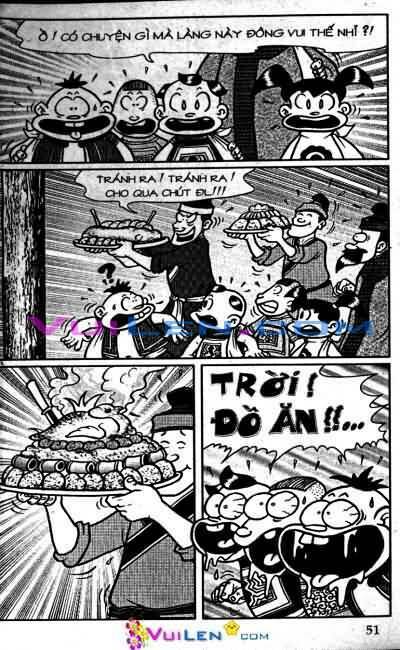 Ồ! CÓ CHUYỆN GÌ MÀ LÀNG NÀY ĐÔNG VUI THẾ NHỈ?!
TRÁNH RA! TRÁNH RA!
CHO QUA CHÚT ĐI...!!!
?
VUILEN.COM
TRỜI!
ĐỒ ĂN!!...
51
VUILEN.COM